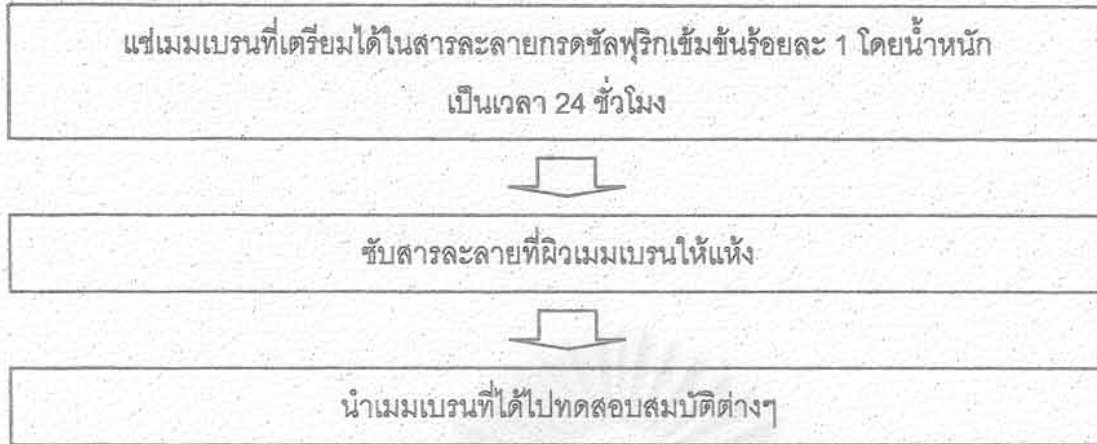 แช่เมมเบรนที่เตรียมได้ในสารละลายกรดซัลฟุริกเข้มข้นร้อยละ 1 โดยน้ำหนัก
เป็นเวลา 24 ชั่วโมง
ซับสารละลายที่ผิวเมมเบรนให้แห้ง
นำเมมเบรนที่ได้ไปทดสอบสมบัติต่างๆ